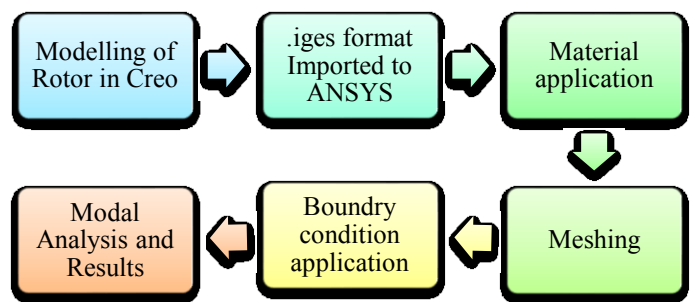 Modelling of
Rotor in Creo
.iges format
Imported to
ANSYS
Material
application
Meshing
Boundry
condition
application
Modal
Analysis and
Results